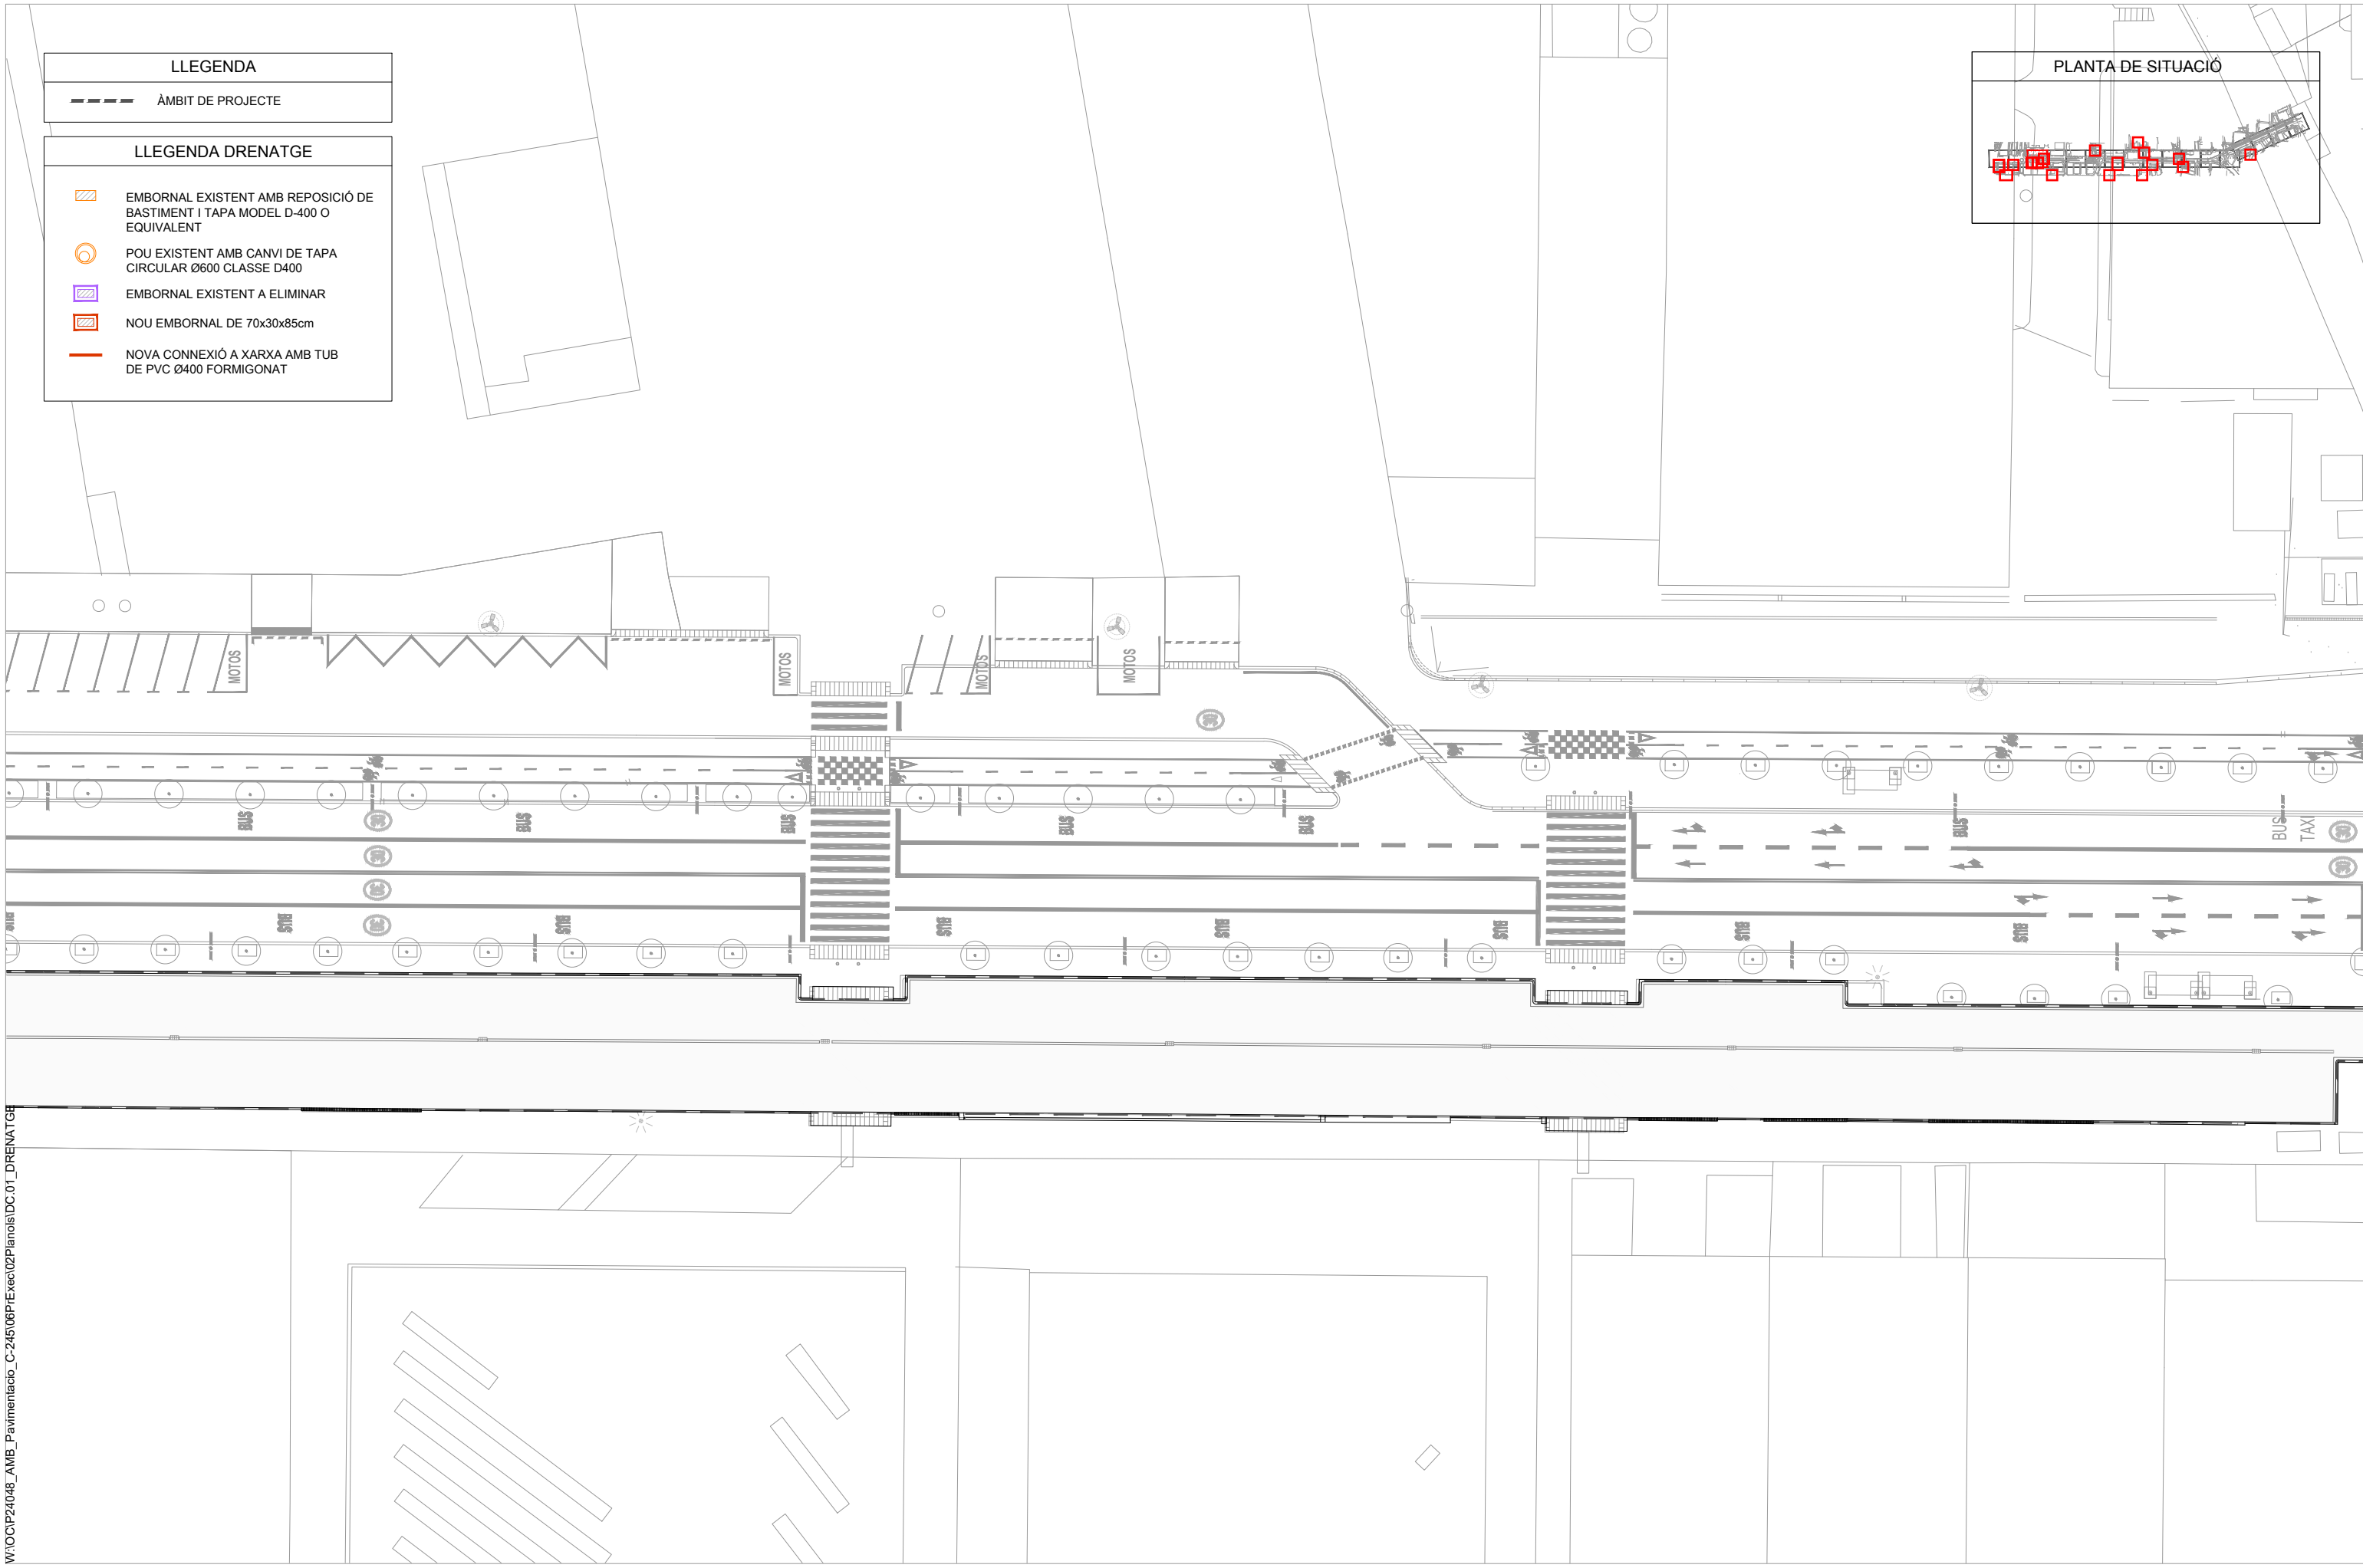 LLEGENDA
ÀMBIT DE PROJECTE
LLEGENDA DRENATGE
EMBORNAL EXISTENT AMB REPOSICIÓ DE
BASTIMENT I TAPA MODEL D-400 O
EQUIVALENT
POU EXISTENT AMB CANVI DE TAPA
CIRCULAR Ø600 CLASSE D400
EMBORNAL EXISTENT A ELIMINAR
NOU EMBORNAL DE 70x30x85cm
NOVA CONNEXIÓ A XARXA AMB TUB
DE PVC Ø400 FORMIGONAT
PLANTA DE SITUACIÓ
MOTOS
MOTOS
MOTOS
MOTOS
BUS
BUS
BUS
BUS
BUS
BUS
BUS
TAXI
BUS
BUS
BUS
BUS
BUS
BUS
BUS
BUS
W:\OC\P24048_AMB_Pavimentacio_C-245\06PrExec\02Planols\DC.01_DRENATGE